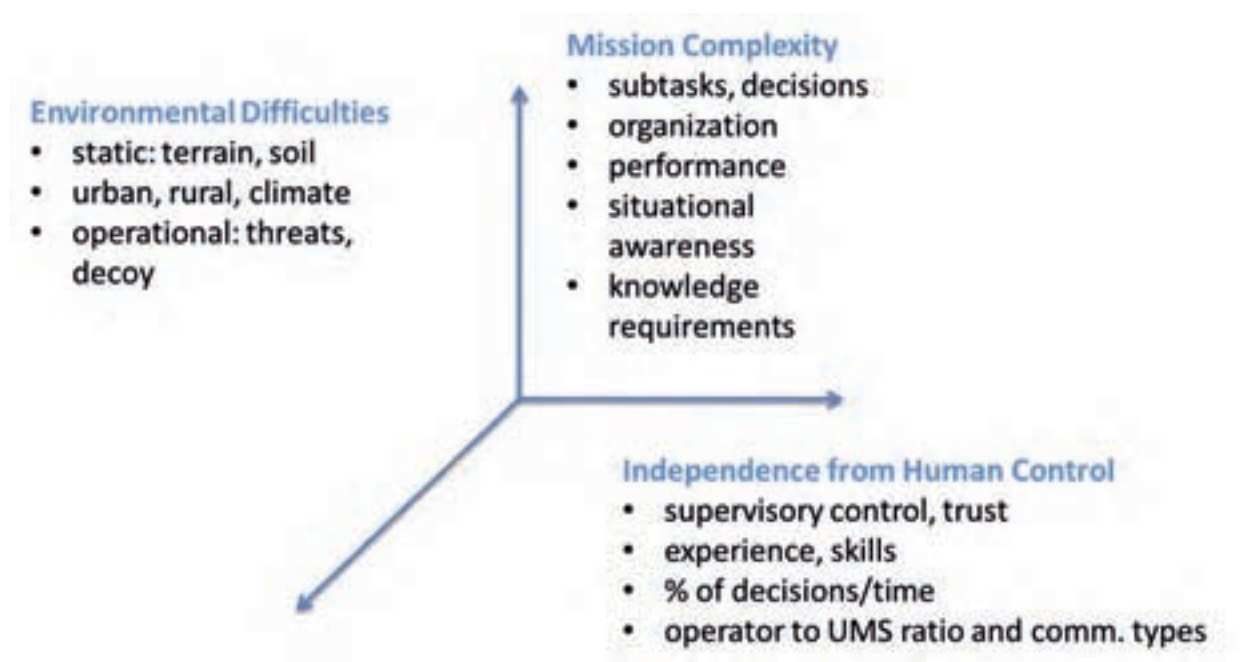 Mission Complexity
• subtasks, decisions
• organization
• performance
• situational
awareness
• knowledge
requirements
Environmental Difficulties
• static: terrain, soil
• urban, rural, climate
• operational: threats,
decoy
Independence from Human Control
• supervisory control, trust
• experience, skills
• % of decisions/time
• operator to UMS ratio and comm. types